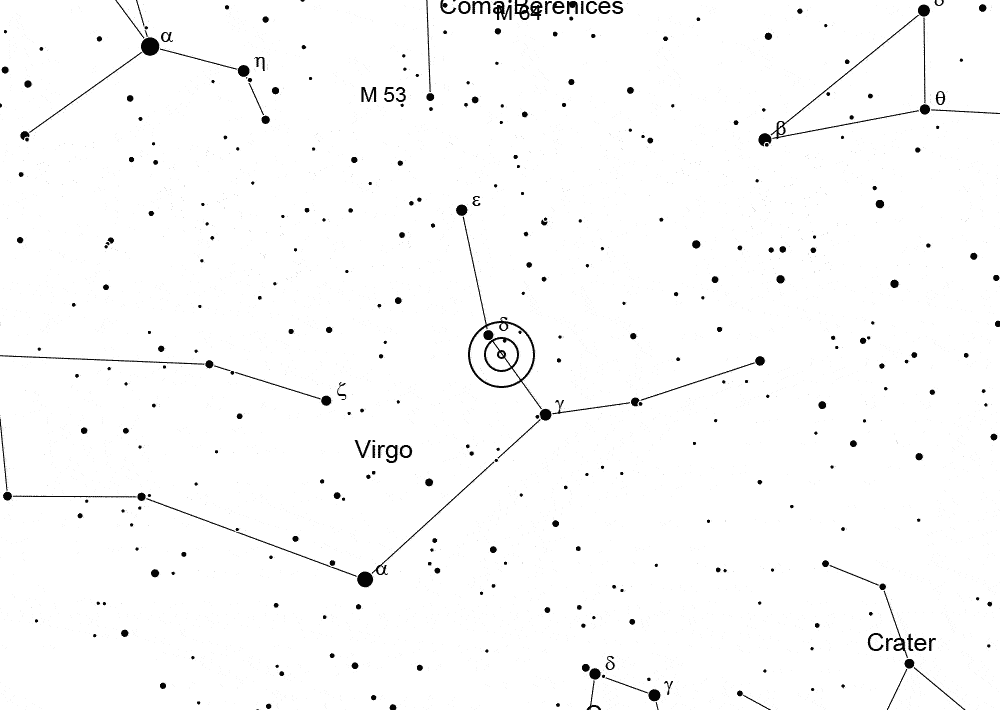 Coma Berenices
M 64
α
η
M 53
δ
θ
β
ε
δ
ζ
γ
Virgo
α
Crater
δ
γ